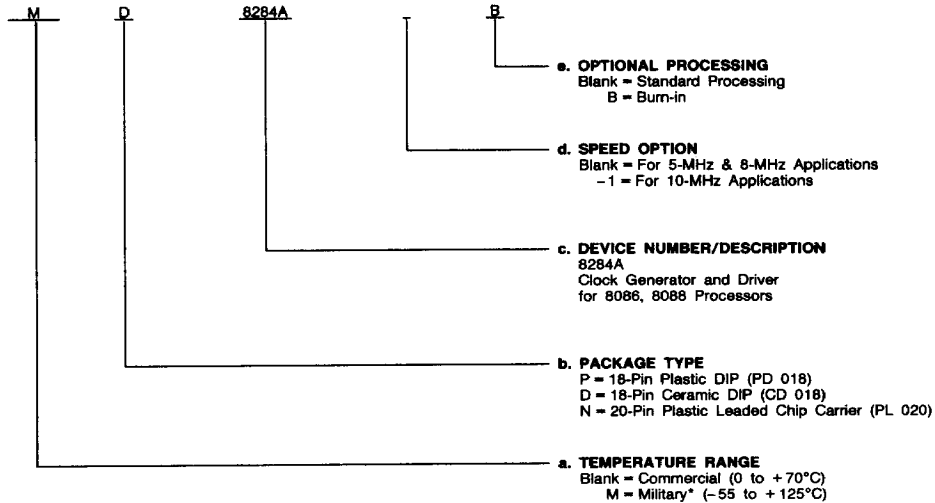 M D 8284A - B
e. OPTIONAL PROCESSING
Blank = Standard Processing
B = Burn-in
d. SPEED OPTION
Blank = For 5-MHz & 8-MHz Applications
-1 = For 10-MHz Applications
c. DEVICE NUMBER/DESCRIPTION
8284A
Clock Generator and Driver
for 8086, 8088 Processors
b. PACKAGE TYPE
P = 18-Pin Plastic DIP (PD 018)
D = 18-Pin Ceramic DIP (CD 018)
N = 20-Pin Plastic Leaded Chip Carrier (PL 020)
a. TEMPERATURE RANGE
Blank = Commercial (0 to +70°C)
M = Military* (-55 to +125°C)